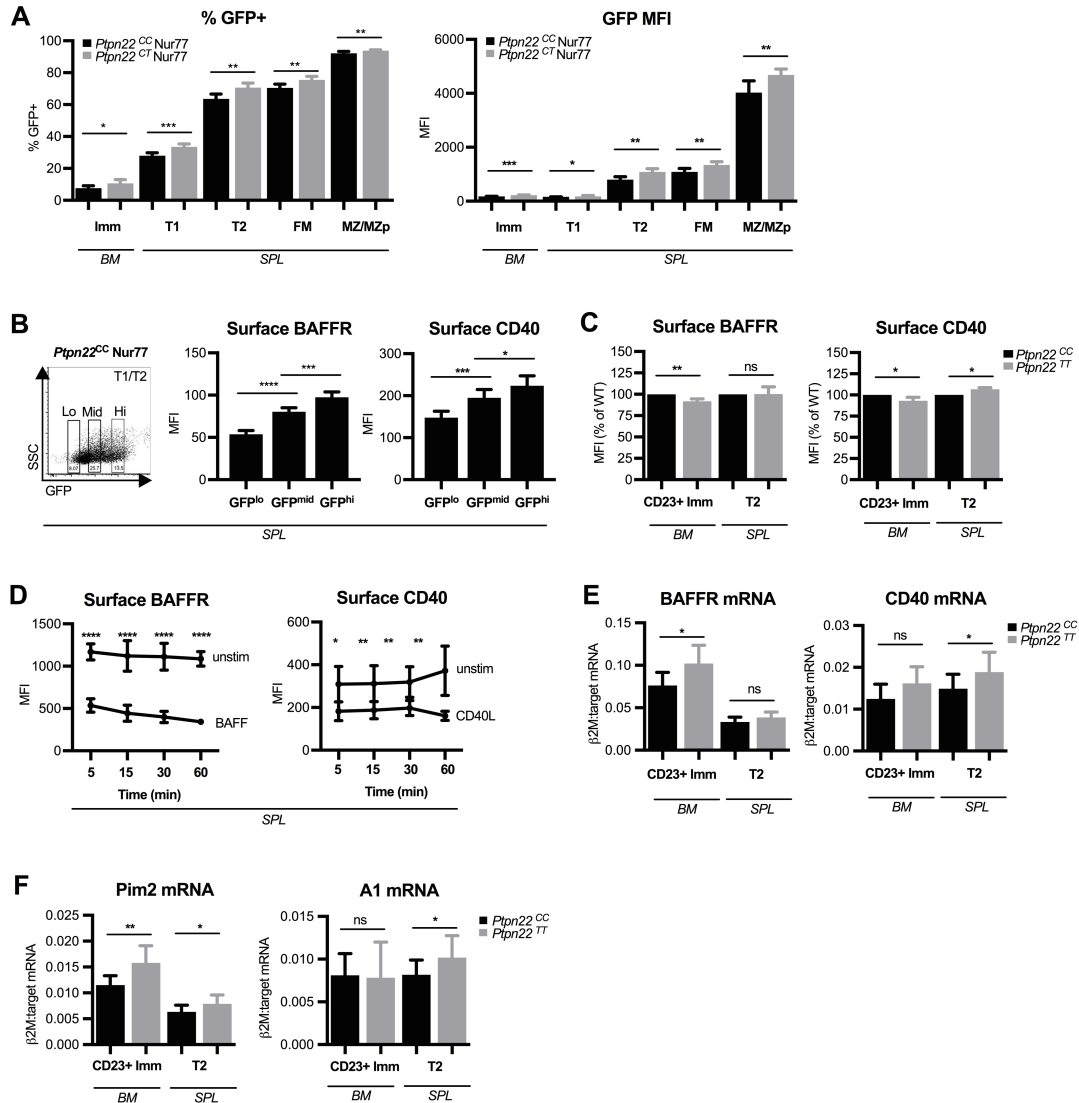 A
% GFP+
Ptpn22 CC Nur77
Ptpn22 CT Nur77
% GFP+
100
80
60
40
20
0
*
***
**
**
**
Imm
T1
T2
FM
MZ/MZp
BM
SPL
GFP MFI
Ptpn22 CC Nur77
Ptpn22 CT Nur77
MFI
6000
4000
2000
0
***
*
**
**
**
Imm
T1
T2
FM
MZ/MZp
BM
SPL
B
Ptpn22CC Nur77
T1/T2
Lo Mid Hi
25.7
13.5
SSC
GFP
Surface BAFFR
MFI
150
100
50
0
****
***
GFPlo GFPmid GFPhi
Surface CD40
MFI
300
200
100
0
***
*
GFPlo GFPmid GFPhi
SPL
C
Surface BAFFR
MFI (% of WT)
150
125
100
75
50
25
0
**
ns
CD23+ Imm
T2
BM
SPL
Surface CD40
MFI (% of WT)
150
125
100
75
50
25
0
*
*
CD23+ Imm
T2
BM
SPL
Ptpn22 CC
Ptpn22 TT
D
Surface BAFFR
MFI
1500
1000
500
0
**** **** **** ****
unstim
BAFF
5 15 30 60
Time (min)
Surface CD40
MFI
600
400
200
0
* ** ** **
unstim
CD40L
5 15 30 60
Time (min)
SPL
E
BAFFR mRNA
β2M:target mRNA
0.15
0.10
0.05
0.00
*
ns
CD23+ Imm
T2
BM
SPL
CD40 mRNA
β2M:target mRNA
0.03
0.02
0.01
0.00
ns
*
CD23+ Imm
T2
BM
SPL
Ptpn22 CC
Ptpn22 TT
F
Pim2 mRNA
β2M:target mRNA
0.025
0.020
0.015
0.010
0.005
0.000
**
*
CD23+ Imm
T2
BM
SPL
A1 mRNA
β2M:target mRNA
0.015
0.010
0.005
0.000
ns
*
CD23+ Imm
T2
BM
SPL
Ptpn22 CC
Ptpn22 TT